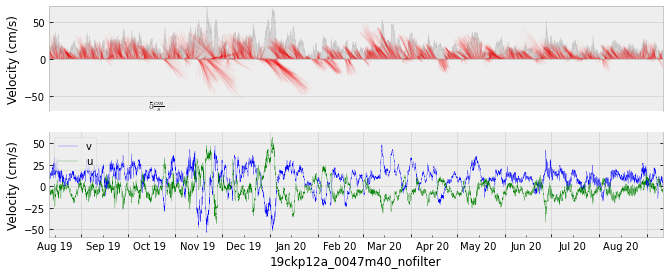 Velocity (cm/s)
50
0
−50
5 cm/s
Velocity (cm/s)
50
25
0
−25
−50
v
u
Aug 19 Sep 19 Oct 19 Nov 19 Dec 19 Jan 20 Feb 20 Mar 20 Apr 20 May 20 Jun 20 Jul 20 Aug 20
19ckp12a_0047m40_nofilter